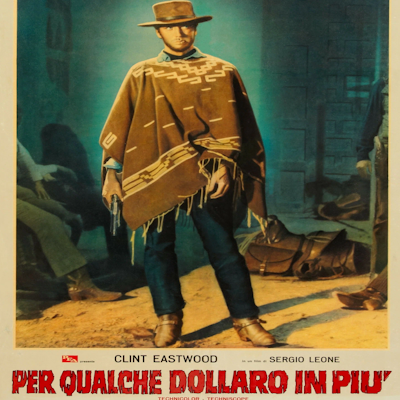 CLINT EASTWOOD
SERGIO LEONE
PER QUALCHE DOLLARO IN PIU'
TECHNICOLOR - TECHNISCOPE